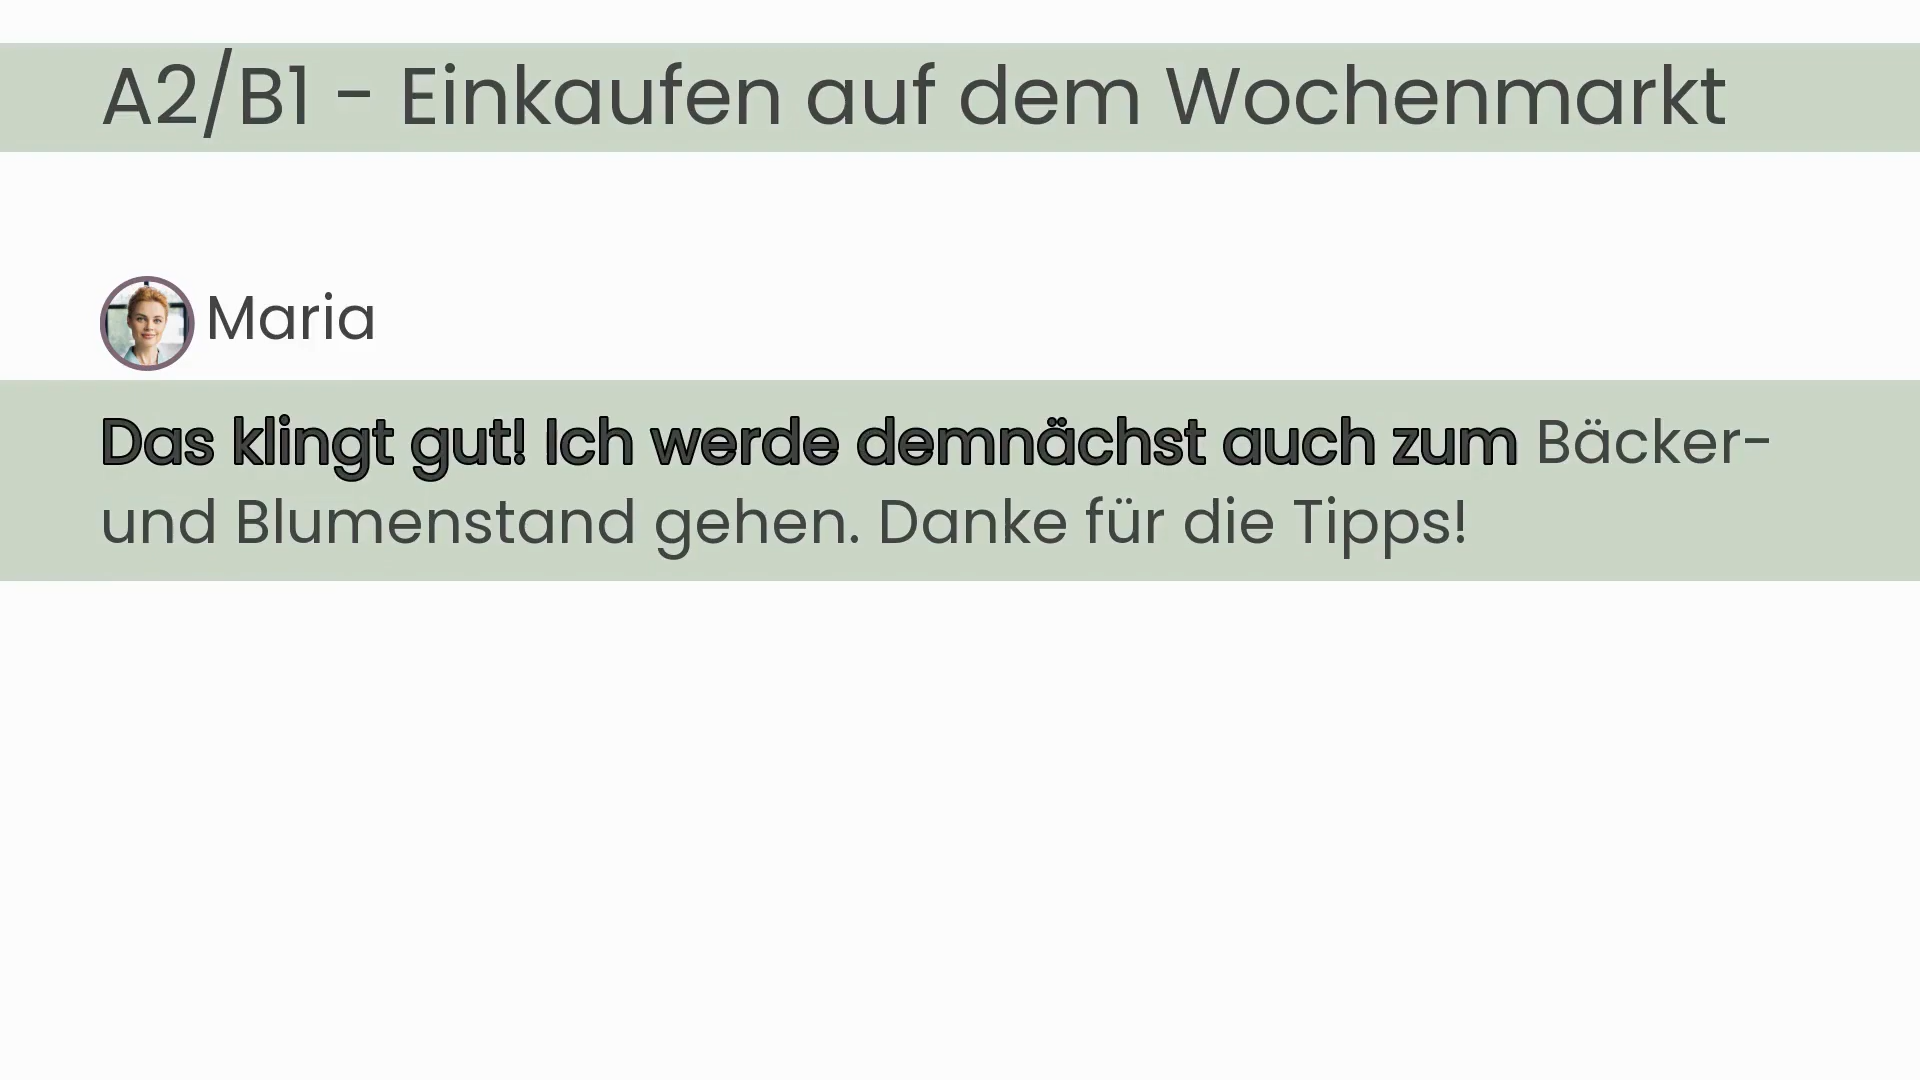 A2/B1 - Einkaufen auf dem Wochenmarkt
Maria
Das klingt gut! Ich werde demnächst auch zum Bäcker-
und Blumenstand gehen. Danke für die Tipps!